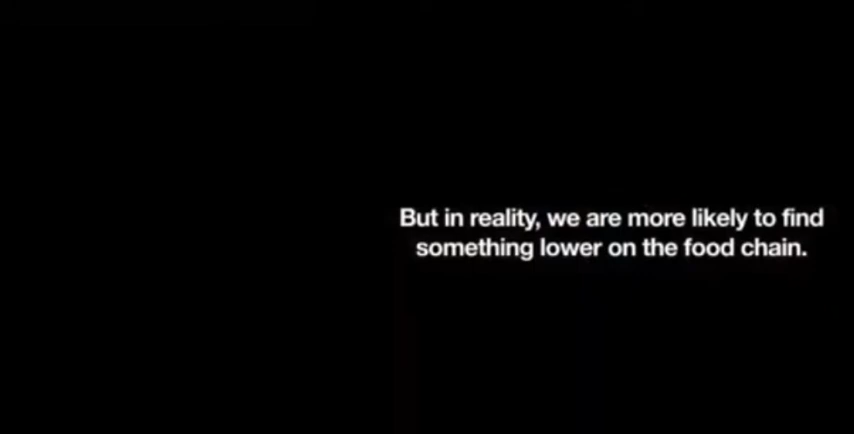 But in reality, we are more likely to find
something lower on the food chain.